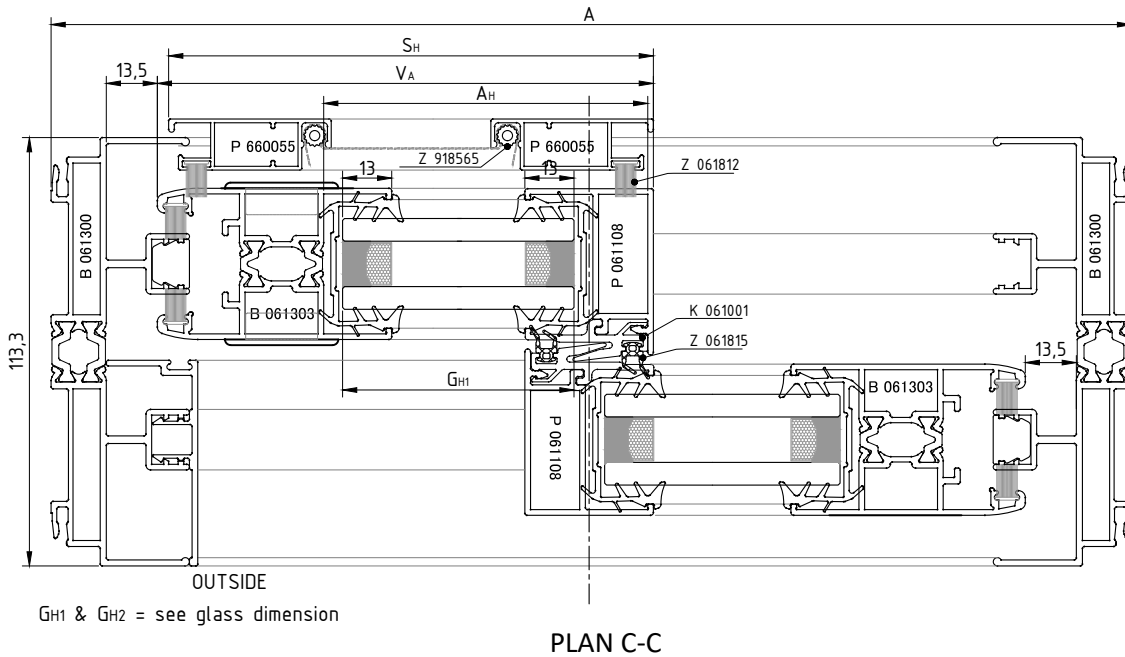 A
SH
13,5
VA
AH
P 660055
P 660055
Z 918565
Z 061812
13
13
B 061300
P 061108
B 061300
B 061303
K 061001
Z 061815
113,3
13,5
GH1
B 061303
P 061108
OUTSIDE
GH1 & GH2 = see glass dimension
PLAN C-C